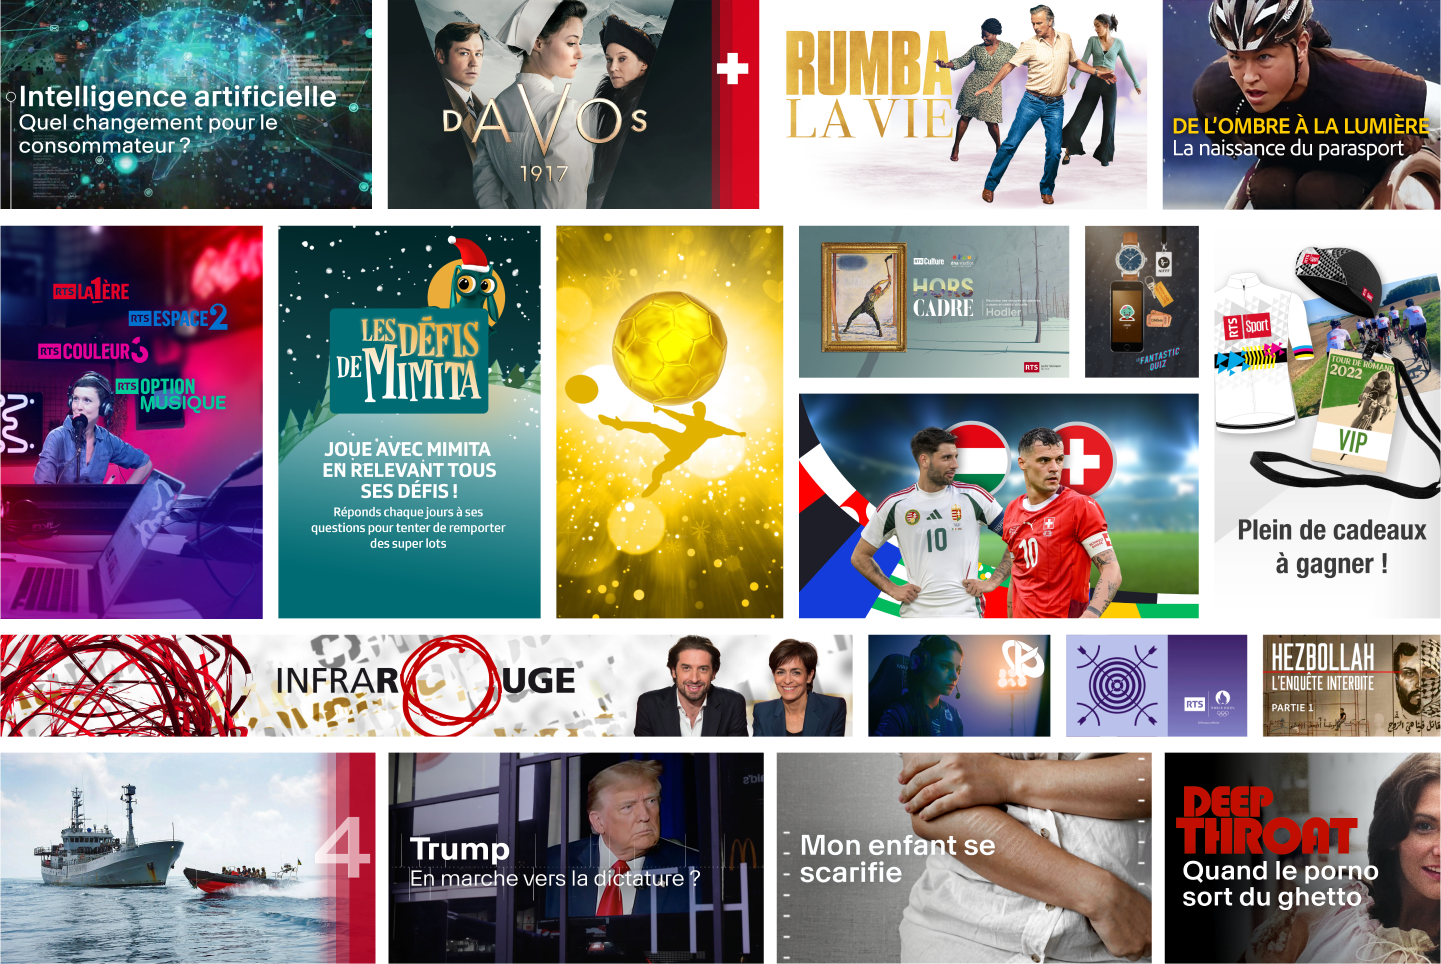 Intelligence artificielle
Quel changement pour le
consommateur ?
DAVOS
1917
RUMBA
LA VIE
DE L'OMBRE À LA LUMIÈRE
La naissance du parasport
RTS LA 1ÈRE
RTS ESPACE 2
RTS COULEUR 3
RTS OPTION
MUSIQUE
LES DÉFIS
DE MIMITA
JOUE AVEC MIMITA
EN RELEVANT TOUS
SES DÉFIS !
Réponds chaque jours à ses
questions pour tenter de remporter
des super lots
RTS Culture
HORS
CADRE
Hodler
RTS
FANTASTIC
QUIZ
10
10
RTS Sport
TOUR DE ROMANDIE
2022
VIP
Plein de cadeaux
à gagner !
INFRAROUGE
RTS
HEZBOLLAH
L'ENQUÊTE INTERDITE
PARTIE 1
4
Trump
En marche vers la dictature ?
Mon enfant se
scarifie
DEEP
THROAT
Quand le porno
sort du ghetto